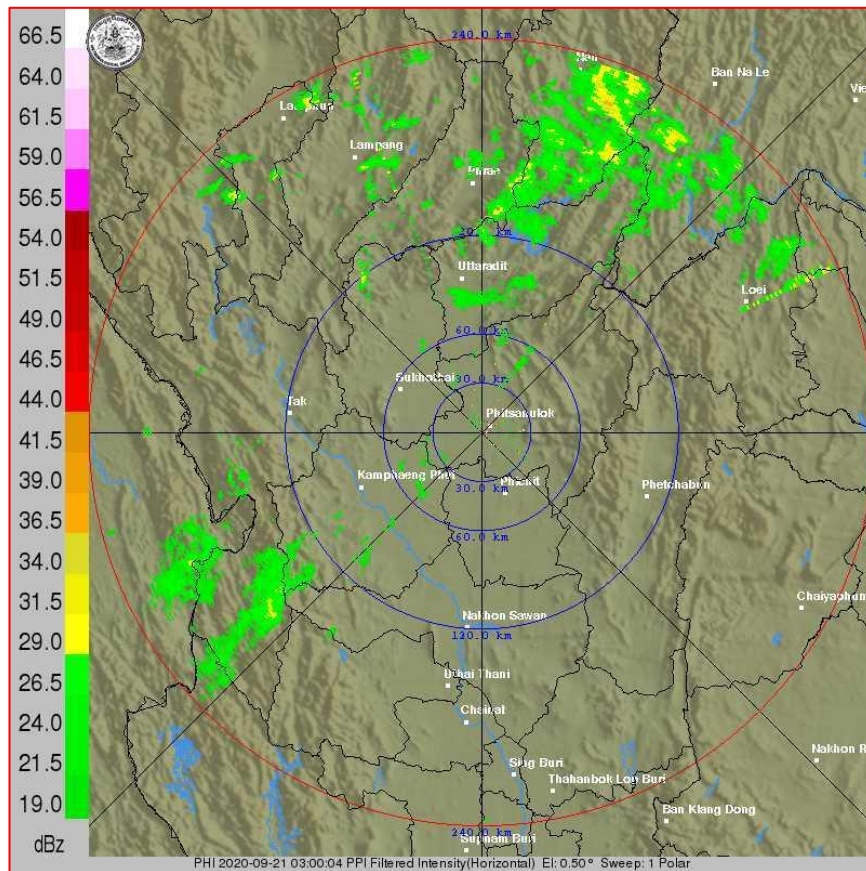 66.5
64.0
61.5
59.0
56.5
54.0
51.5
49.0
46.5
44.0
41.5
39.0
36.5
34.0
31.5
29.0
26.5
24.0
21.5
19.0
dBz
240.0 km
Nan
Ban Na Le
Lamphun
Lampang
Phrae
Uttaradit
Loei
60.0 km
30.0 km
Sukhothai
Tak
Phitsanulok
Kamphaeng Phet
Phichit
Phetchabun
30.0 km
60.0 km
Chaiyaphum
Nakhon Sawan
120.0 km
Uthai Thani
Chainat
Sing Buri
Nakhon R
Thahanbok Lop Buri
Ban Klang Dong
240.0 km
Suphan Buri
PHI 2020-09-21 03:00:04 PPI Filtered Intensity(Horizontal) El: 0.50° Sweep: 1 Polar